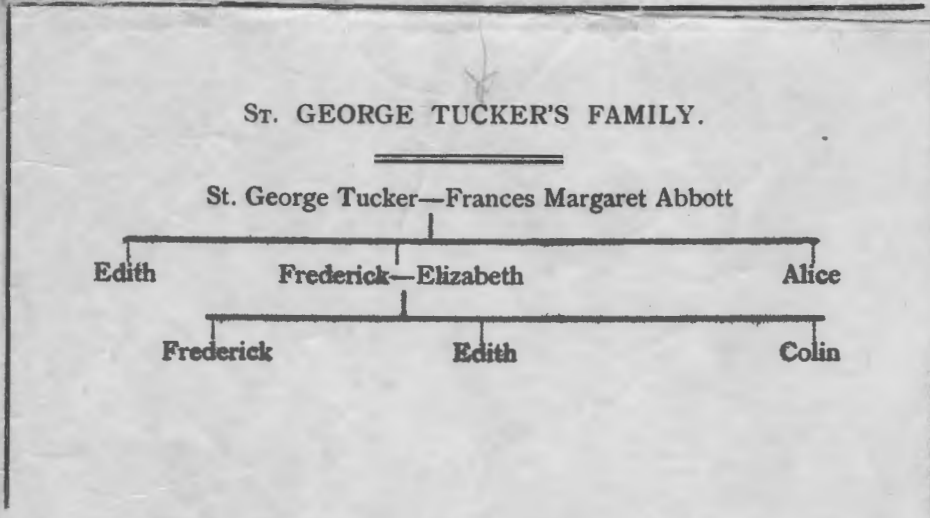 St. GEORGE TUCKER'S FAMILY.
St. George Tucker—Frances Margaret Abbott
Edith Frederick—Elizabeth Alice
Frederick Edith Colin